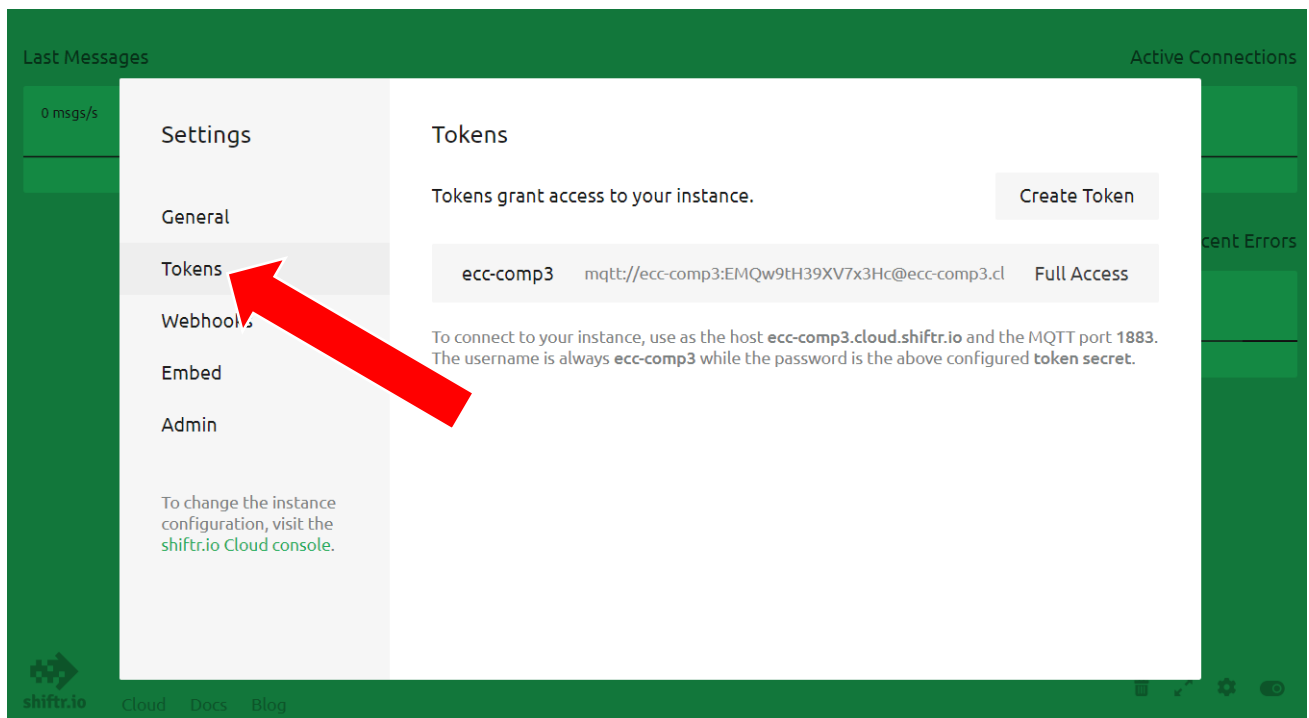 Last Messages
Active Connections
0 msgs/s
Settings
General
Tokens
Webhooks
Embed
Admin
To change the instance
configuration, visit the
shiftr.io Cloud console.
Tokens
Tokens grant access to your instance.
Create Token
ecc-comp3 mqtt://ecc-comp3:EMQw9tH39XV7x3Hc@ecc-comp3.cl Full Access
To connect to your instance, use as the host ecc-comp3.cloud.shiftr.io and the MQTT port 1883.
The username is always ecc-comp3 while the password is the above configured token secret.
cent Errors
shiftr.io
Cloud Docs Blog